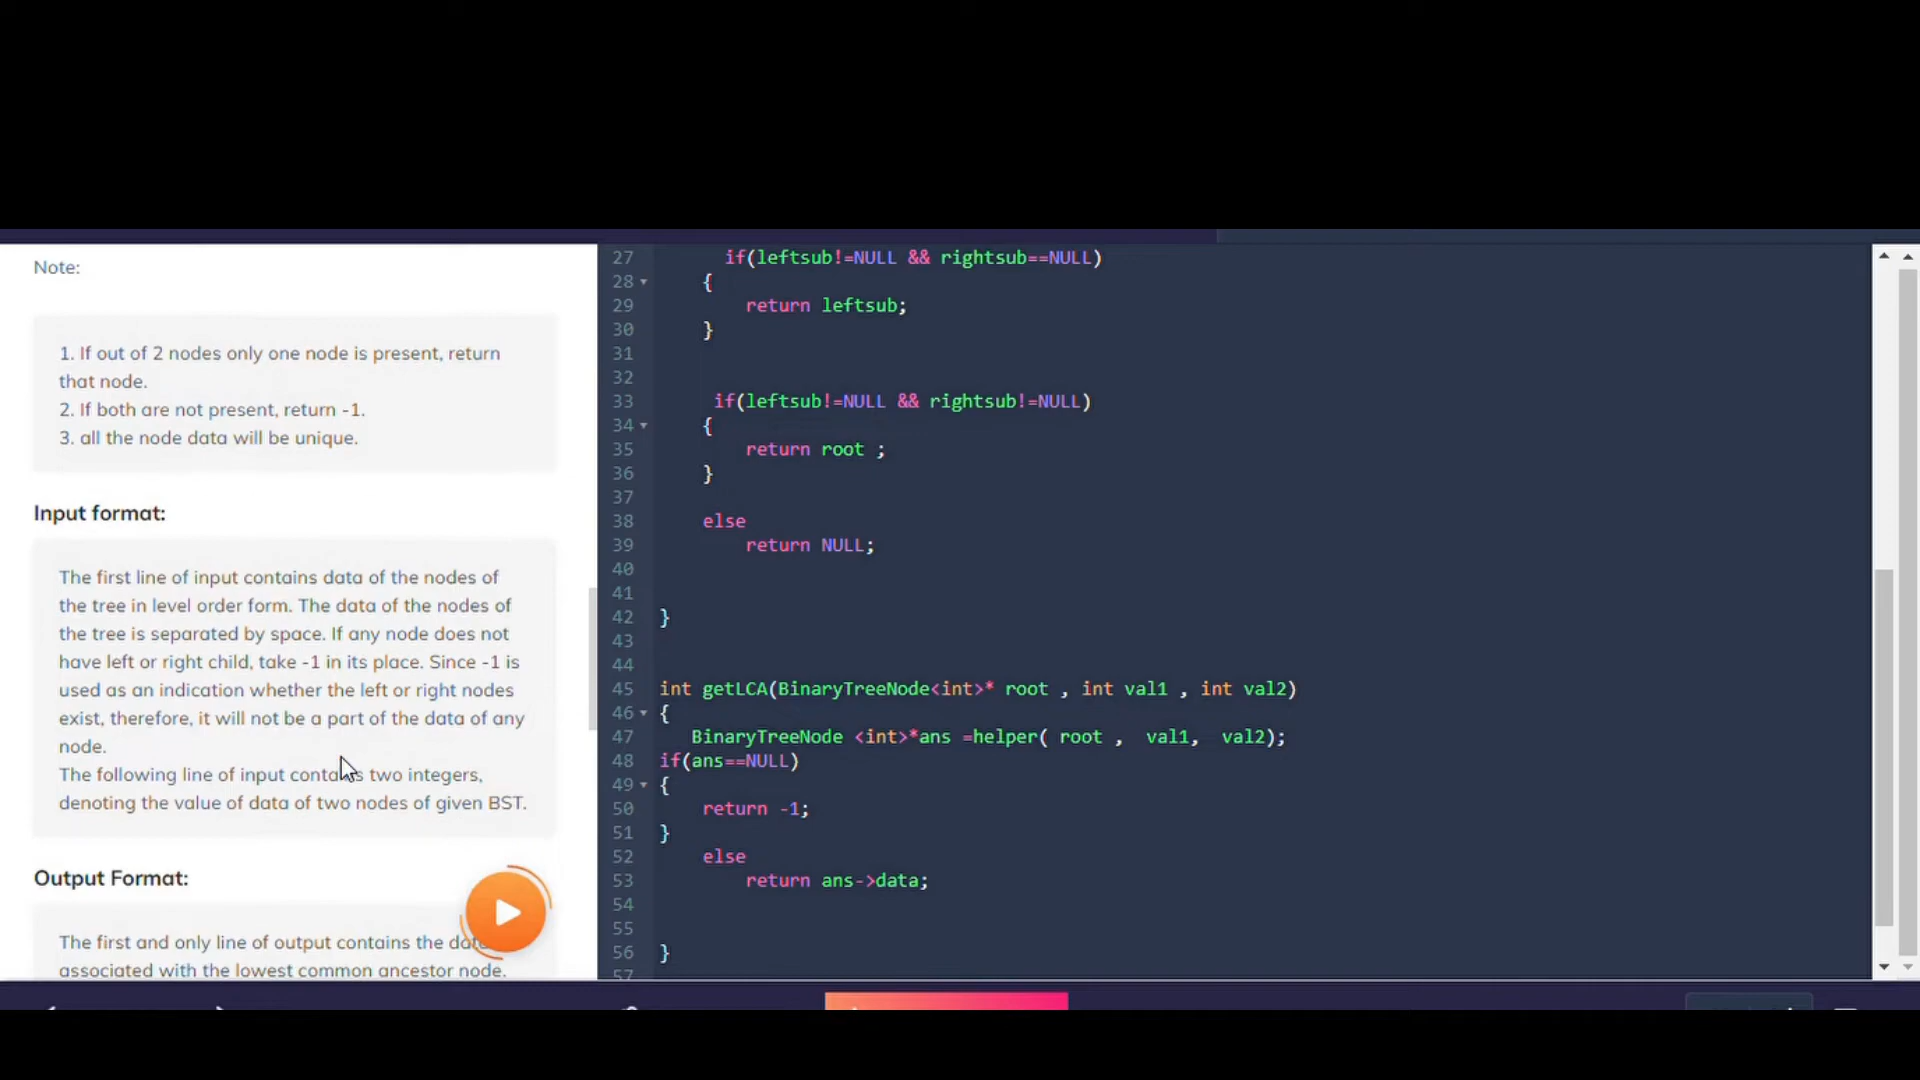 Note:
1. If out of 2 nodes only one node is present, return
that node.
2. If both are not present, return -1.
3. all the node data will be unique.
Input format:
The first line of input contains data of the nodes of
the tree in level order form. The data of the nodes of
the tree is separated by space. If any node does not
have left or right child, take -1 in its place. Since -1 is
used as an indication whether the left or right nodes
exist, therefore, it will not be a part of the data of any
node.
The following line of input contains two integers,
denoting the value of data of two nodes of given BST.
Output Format:
The first and only line of output contains the
associated with the lowest common ancestor node.
27 if(leftsub!=NULL && rightsub==NULL)
28 {
29 return leftsub;
30 }
31
32
33 if(leftsub!=NULL && rightsub!=NULL)
34 {
35 return root ;
36 }
37
38 else
39 return NULL;
40
41
42 }
43
44
45 int getLCA(BinaryTreeNode<int>* root , int val1 , int val2)
46 {
47 BinaryTreeNode <int>*ans =helper( root , val1, val2);
48 if(ans==NULL)
49 {
50 return -1;
51 }
52 else
53 return ans->data;
54
55
56 }
57